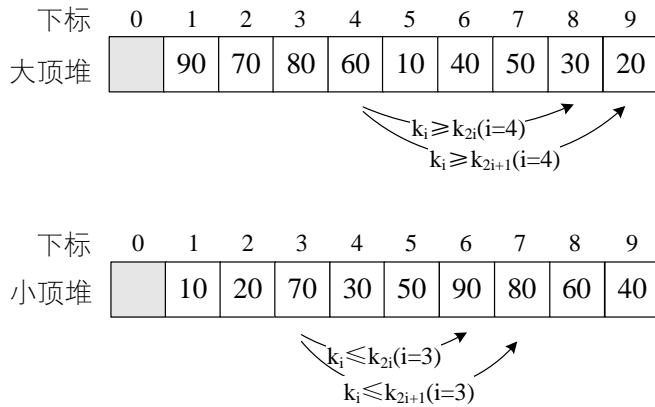 下标 0 1 2 3 4 5 6 7 8 9
大顶堆 90 70 80 60 10 40 50 30 20
kᵢ≥k₂ᵢ(i=4)
kᵢ≥k₂ᵢ₊₁(i=4)
下标 0 1 2 3 4 5 6 7 8 9
小顶堆 10 20 70 30 50 90 80 60 40
kᵢ≤k₂ᵢ(i=3)
kᵢ≤k₂ᵢ₊₁(i=3)